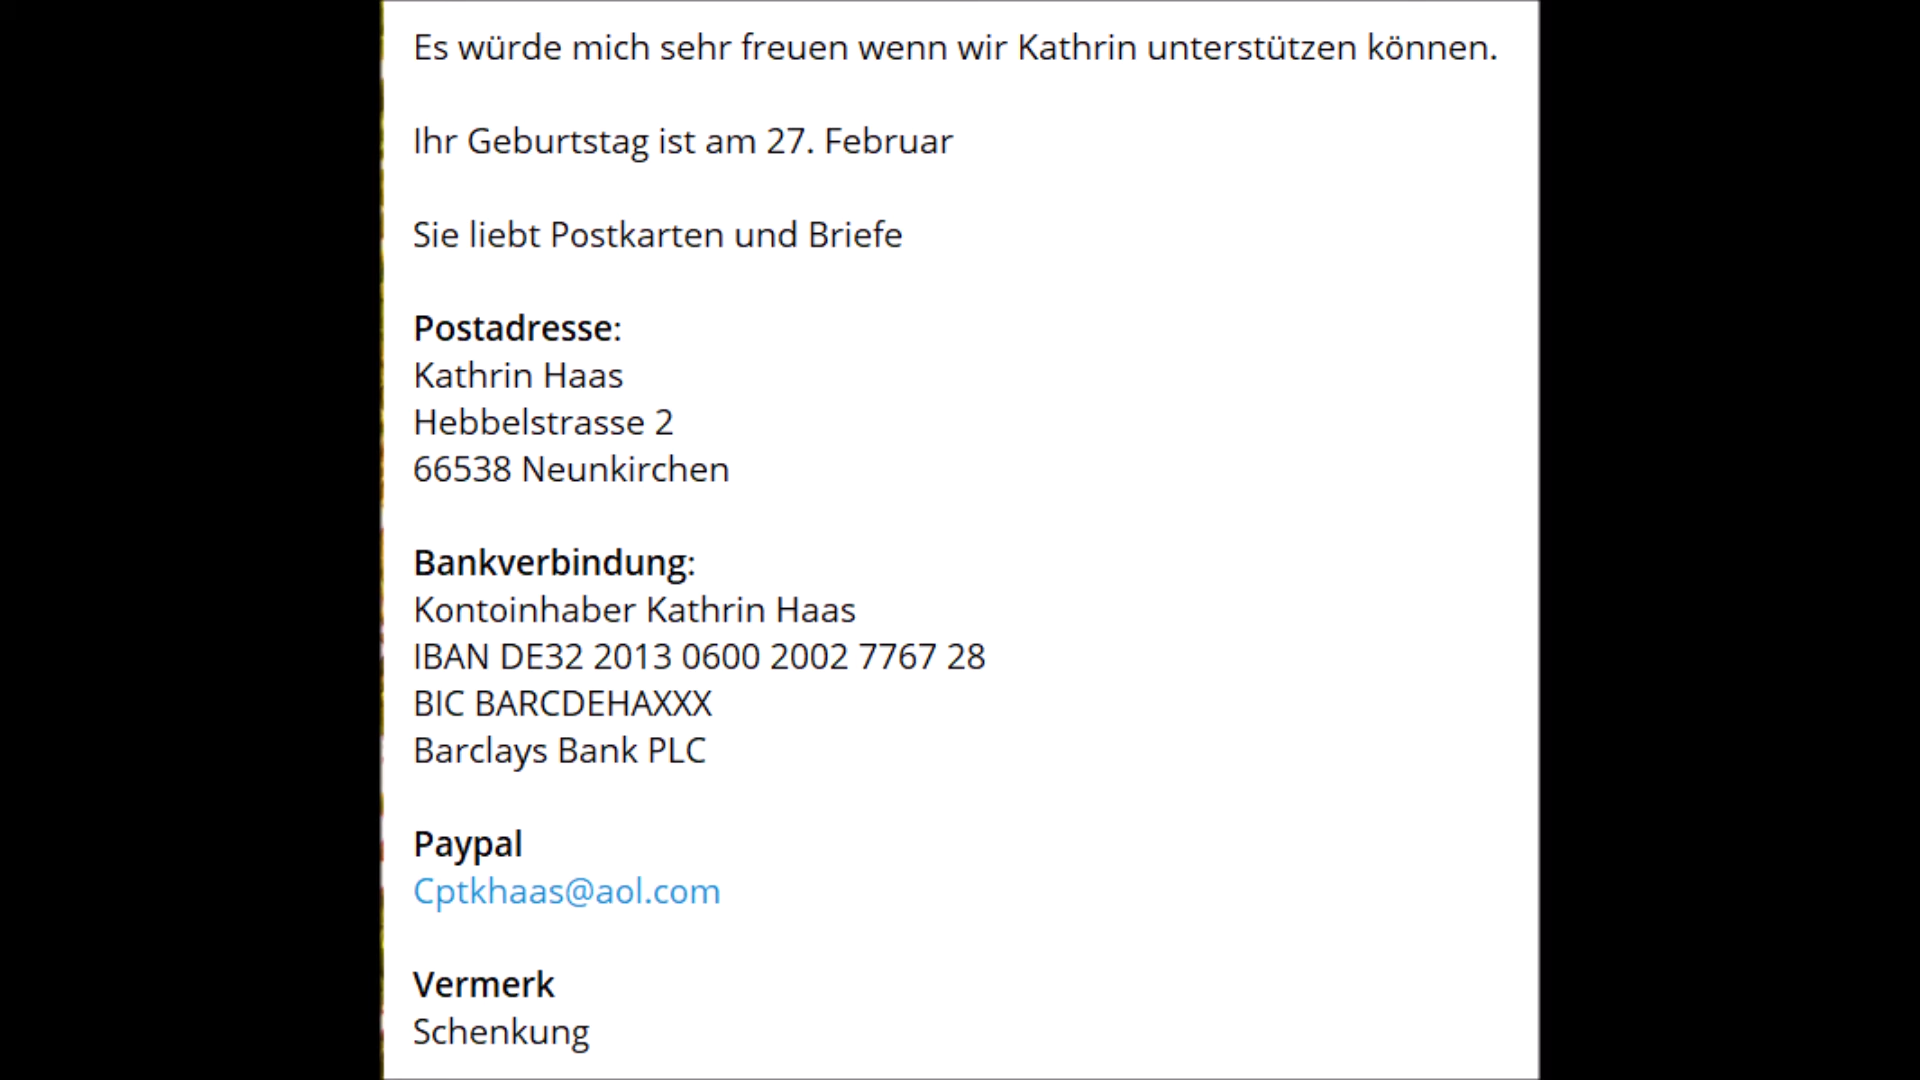 Es würde mich sehr freuen wenn wir Kathrin unterstützen können.
Ihr Geburtstag ist am 27. Februar
Sie liebt Postkarten und Briefe
Postadresse:
Kathrin Haas
Hebbelstrasse 2
66538 Neunkirchen
Bankverbindung:
Kontoinhaber Kathrin Haas
IBAN DE32 2013 0600 2002 7767 28
BIC BARCDEHAXXX
Barclays Bank PLC
Paypal
Cptkhaas@aol.com
Vermerk
Schenkung